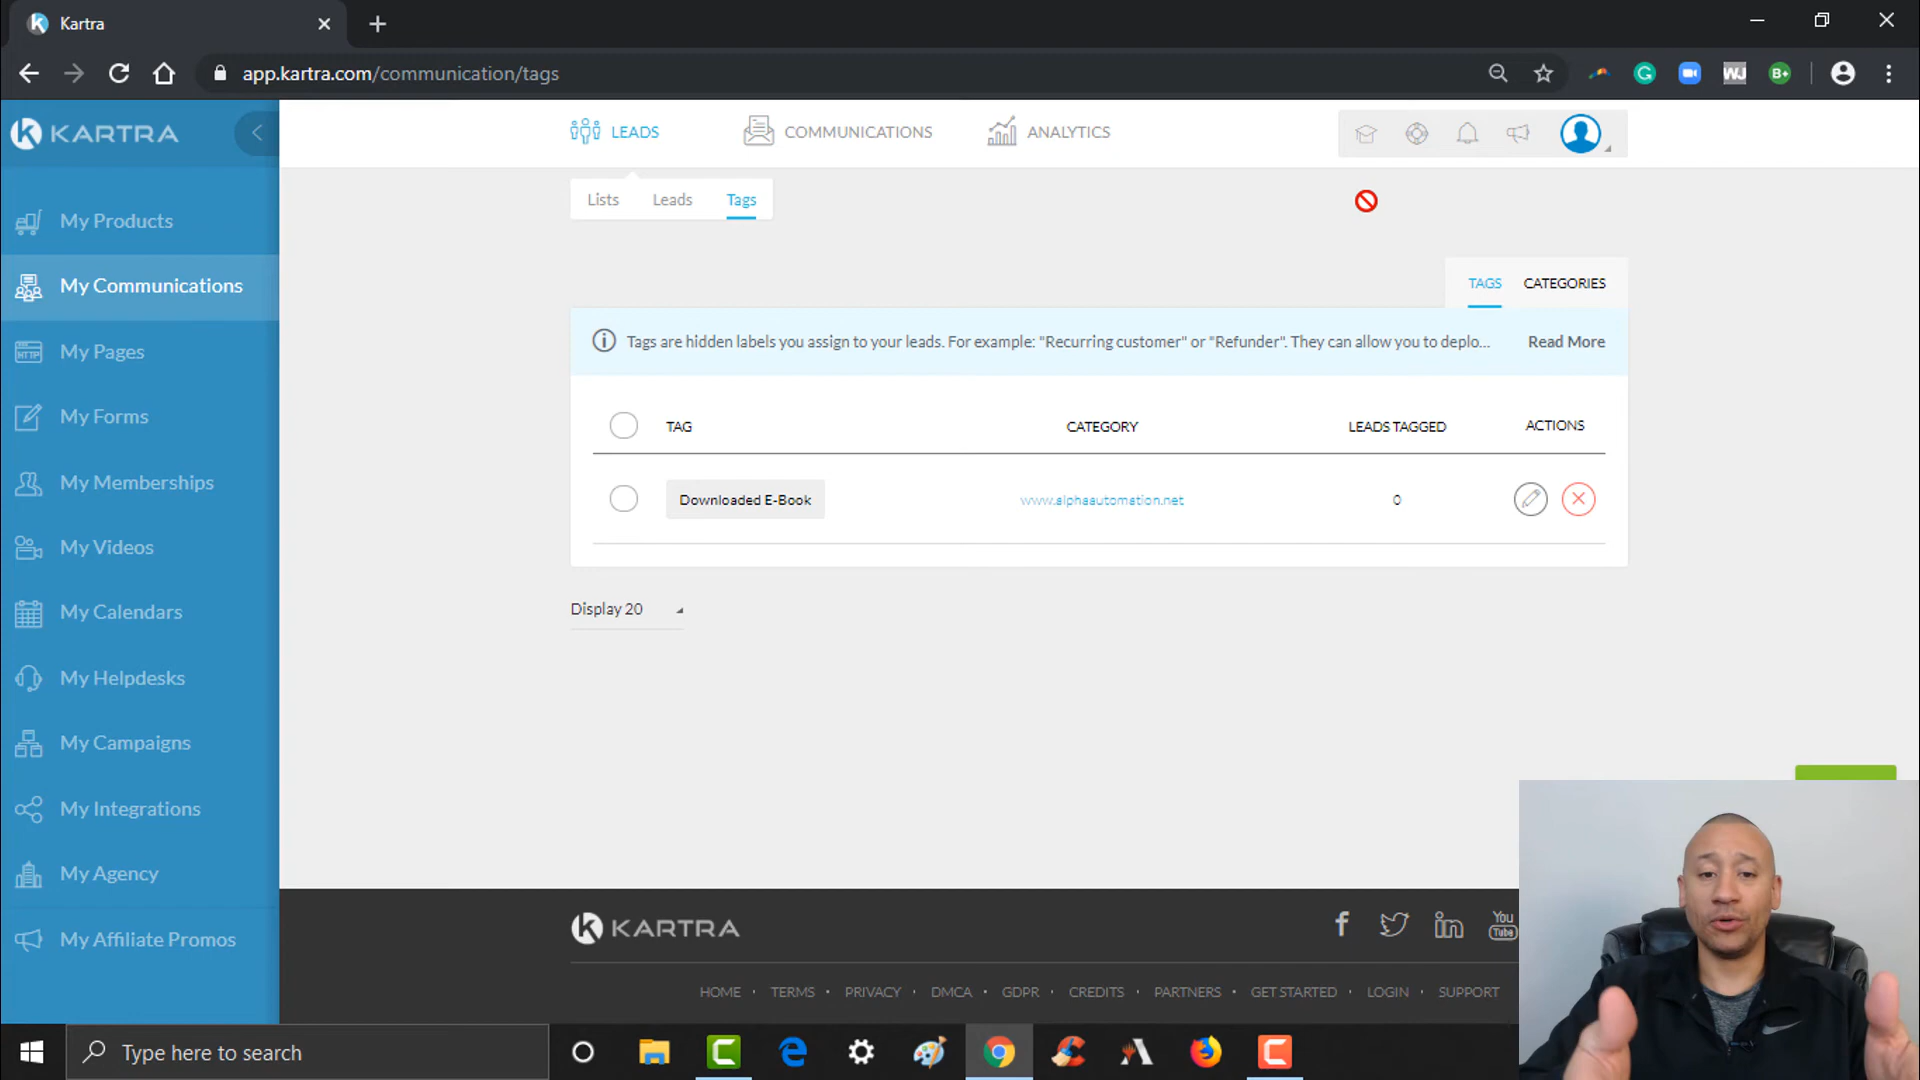 Kartra
app.kartra.com/communication/tags
KARTRA
LEADS
COMMUNICATIONS
ANALYTICS
Lists
Leads
Tags
My Products
My Communications
My Pages
My Forms
My Memberships
My Videos
My Calendars
My Helpdesks
My Campaigns
My Integrations
My Agency
My Affiliate Promos
TAGS
CATEGORIES
Tags are hidden labels you assign to your leads. For example: "Recurring customer" or "Refunder". They can allow you to deplo...
Read More
TAG
CATEGORY
LEADS TAGGED
ACTIONS
Downloaded E-Book
www.alphaautomation.net
0
Display 20
KARTRA
You
Tube
HOME · TERMS · PRIVACY · DMCA · GDPR · CREDITS · PARTNERS · GET STARTED · LOGIN · SUPPORT
Type here to search